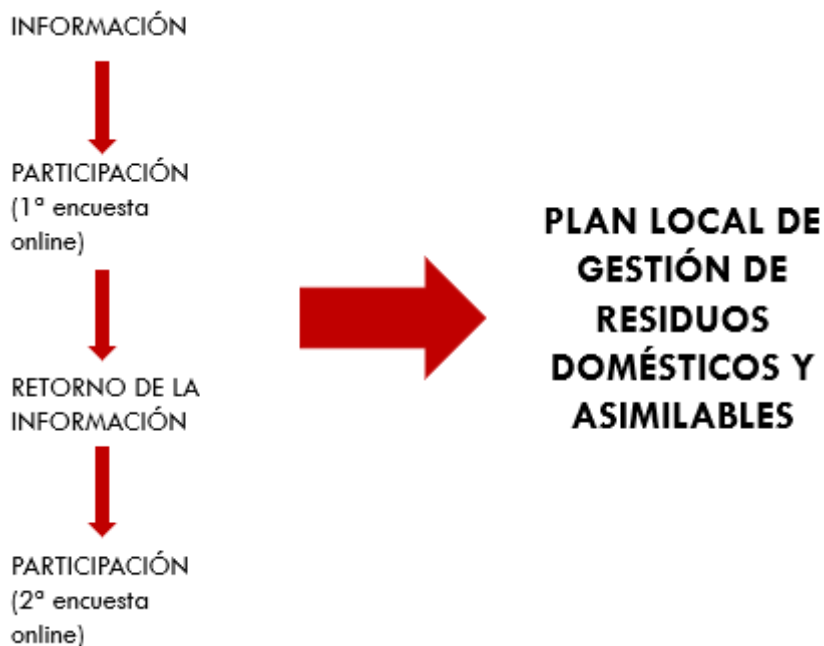 INFORMACIÓN
PARTICIPACIÓN
(1ª encuesta
online)
RETORNO DE LA
INFORMACIÓN
PARTICIPACIÓN
(2ª encuesta
online)
PLAN LOCAL DE
GESTIÓN DE
RESIDUOS
DOMÉSTICOS Y
ASIMILABLES